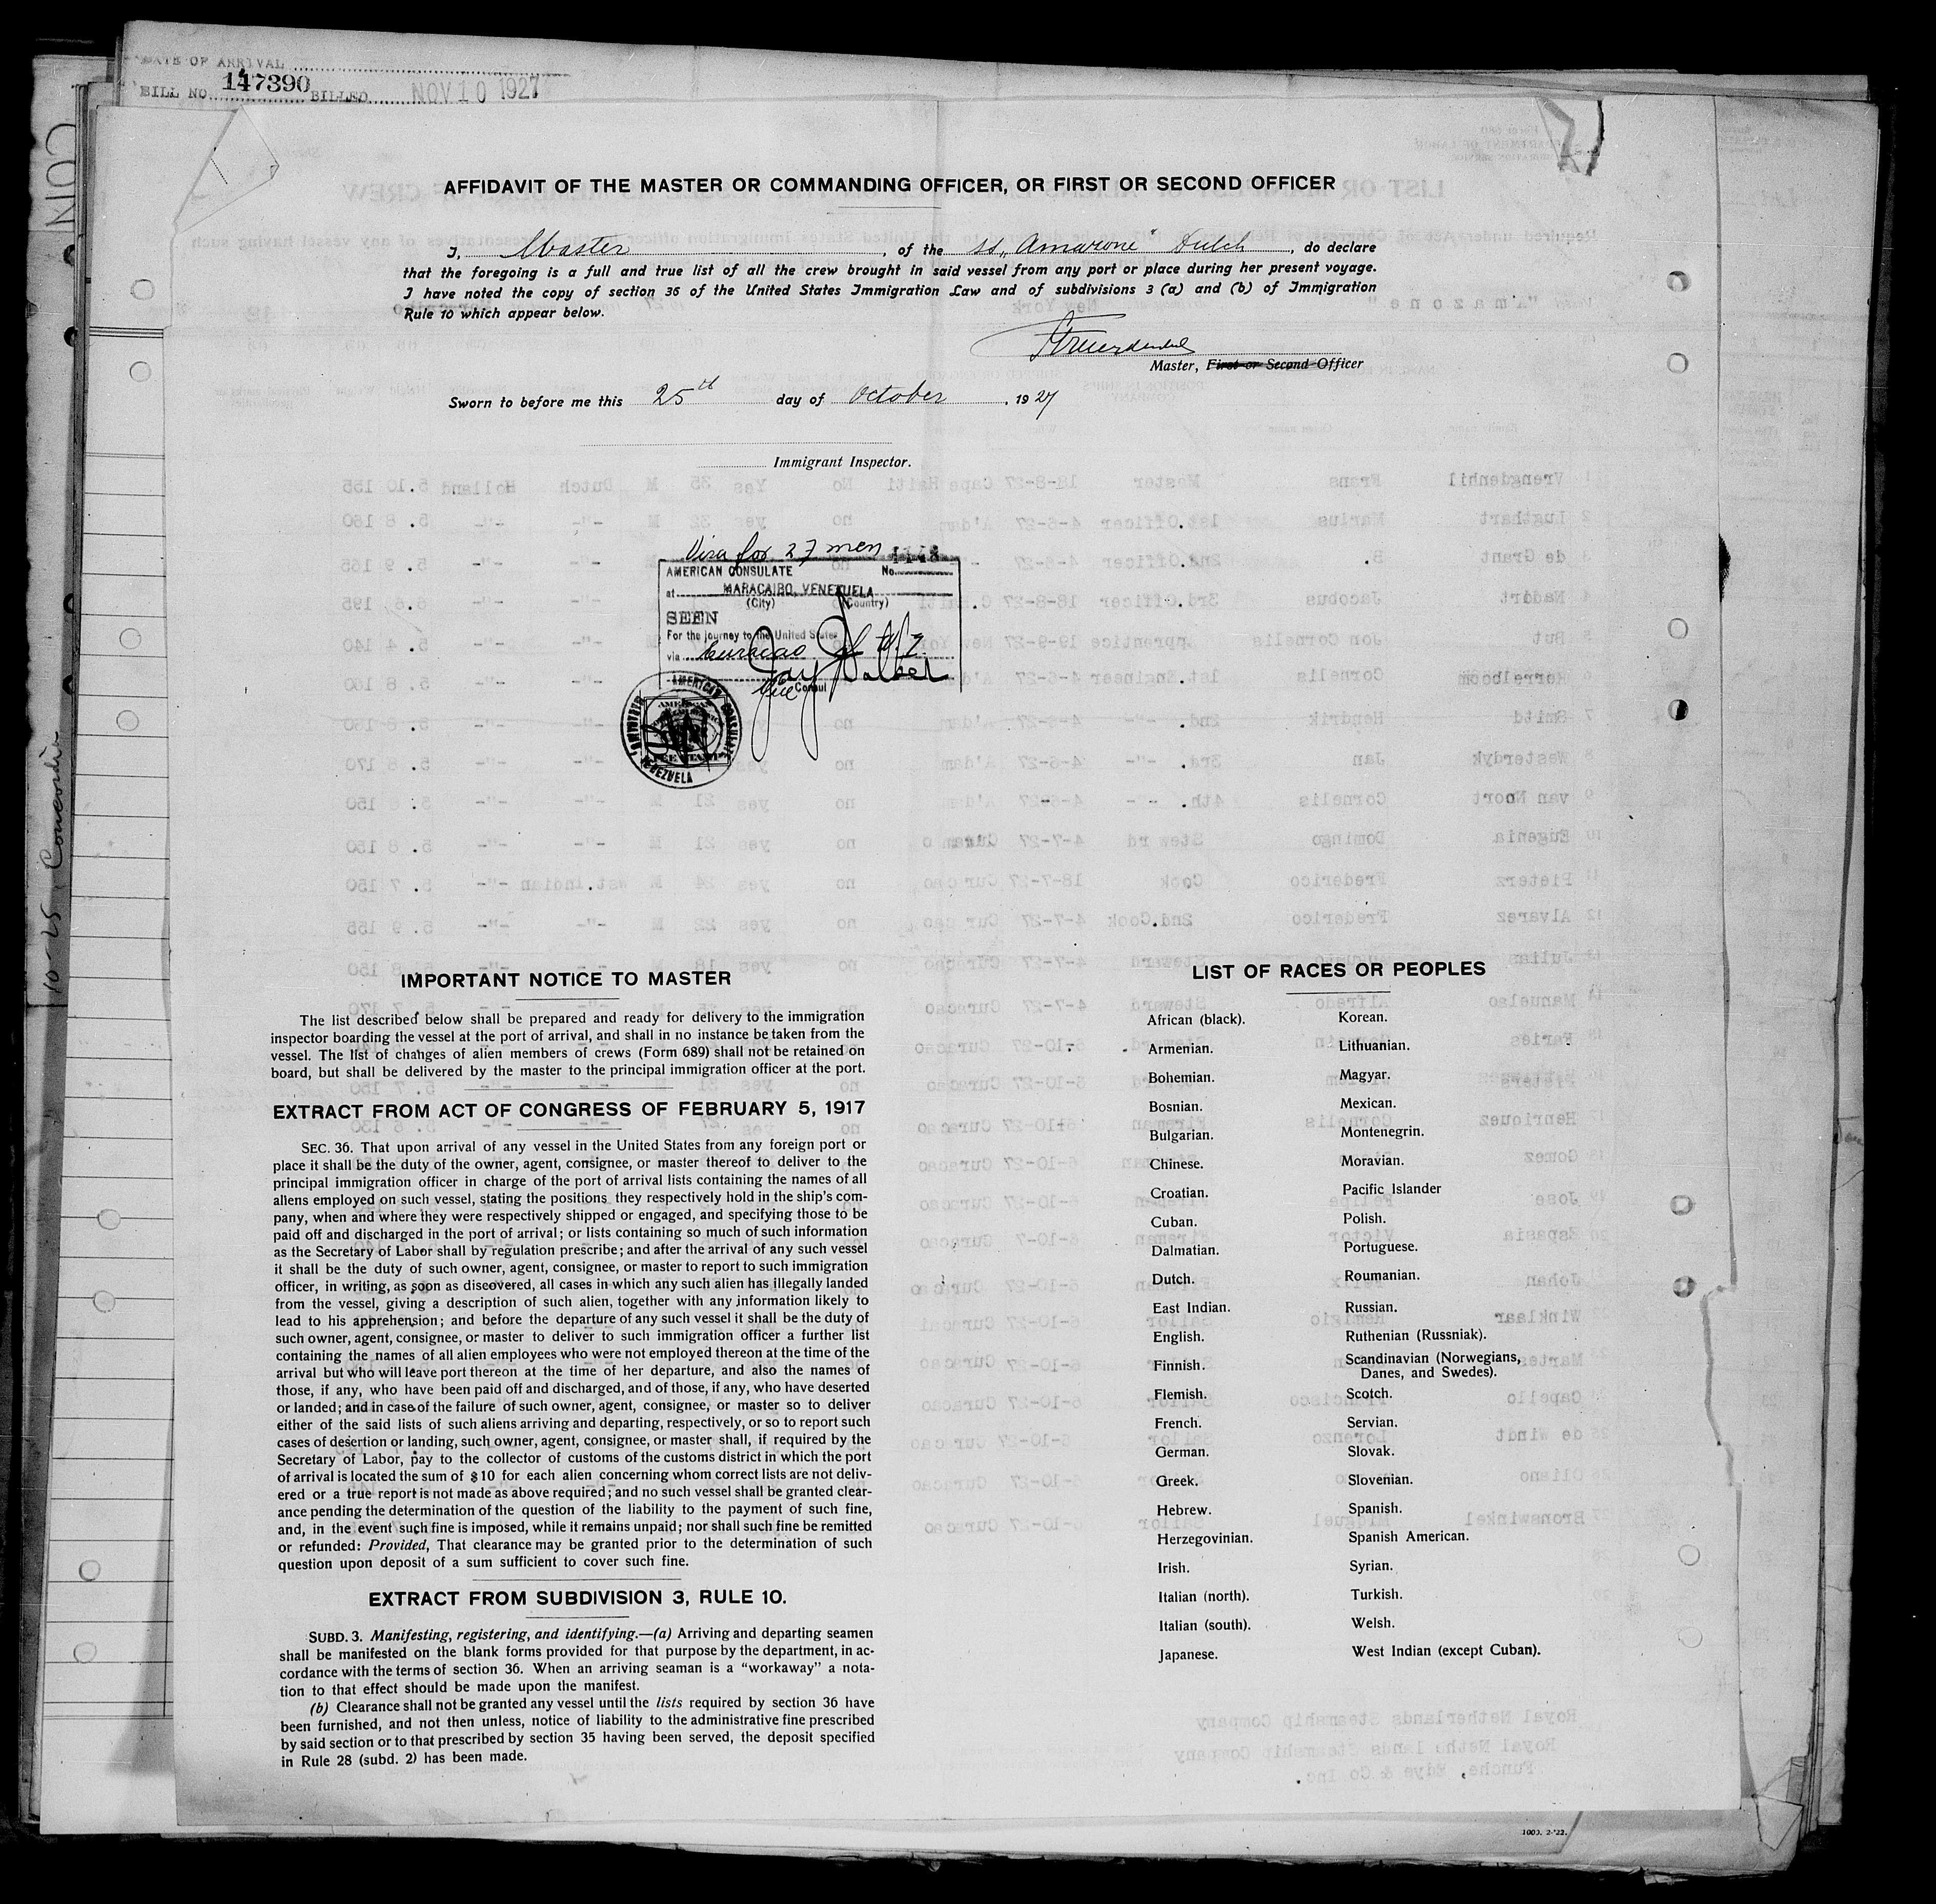 DATE OF ARRIVAL
BILL NO. 147390 BILLED NOV 10 1927
AFFIDAVIT OF THE MASTER OR COMMANDING OFFICER, OR FIRST OR SECOND OFFICER
I, Master, of the ss. "Amazone" Dutch, do declare
that the foregoing is a full and true list of all the crew brought in said vessel from any port or place during her present voyage.
I have noted the copy of section 36 of the United States Immigration Law and of subdivisions 3 (a) and (b) of Immigration
Rule 10 which appear below.
Master, First or Second Officer
Sworn to before me this 25th day of October, 1927
Immigrant Inspector.
Visa for 27 men
AMERICAN CONSULATE No.
at MARACAIBO, VENEZUELA
(City) (Country)
SEEN
For the journey to the United States
via Curacao
Vice Consul
AMERICAN CONSULATE
VENEZUELA
10-25 Concordia
IMPORTANT NOTICE TO MASTER
The list described below shall be prepared and ready for delivery to the immigration
inspector boarding the vessel at the port of arrival, and shall in no instance be taken from the
vessel. The list of changes of alien members of crews (Form 689) shall not be retained on
board, but shall be delivered by the master to the principal immigration officer at the port.
EXTRACT FROM ACT OF CONGRESS OF FEBRUARY 5, 1917
SEC. 36. That upon arrival of any vessel in the United States from any foreign port or
place it shall be the duty of the owner, agent, consignee, or master thereof to deliver to the
principal immigration officer in charge of the port of arrival lists containing the names of all
aliens employed on such vessel, stating the positions they respectively hold in the ship's com-
pany, when and where they were respectively shipped or engaged, and specifying those to be
paid off and discharged in the port of arrival; or lists containing so much of such information
as the Secretary of Labor shall by regulation prescribe; and after the arrival of any such vessel
it shall be the duty of such owner, agent, consignee, or master to report to such immigration
officer, in writing, as soon as discovered, all cases in which any such alien has illegally landed
from the vessel, giving a description of such alien, together with any information likely to
lead to his apprehension; and before the departure of any such vessel it shall be the duty of
such owner, agent, consignee, or master to deliver to such immigration officer a further list
containing the names of all alien employees who were not employed thereon at the time of the
arrival but who will leave port thereon at the time of her departure, and also the names of
those, if any, who have been paid off and discharged, and of those, if any, who have deserted
or landed; and in case of the failure of such owner, agent, consignee, or master so to deliver
either of the said lists of such aliens arriving and departing, respectively, or so to report such
cases of desertion or landing, such owner, agent, consignee, or master shall, if required by the
Secretary of Labor, pay to the collector of customs of the customs district in which the port
of arrival is located the sum of $10 for each alien concerning whom correct lists are not deliv-
ered or a true report is not made as above required; and no such vessel shall be granted clear-
ance pending the determination of the question of the liability to the payment of such fine,
and, in the event such fine is imposed, while it remains unpaid; nor shall such fine be remitted
or refunded: Provided, That clearance may be granted prior to the determination of such
question upon deposit of a sum sufficient to cover such fine.
EXTRACT FROM SUBDIVISION 3, RULE 10.
SUBD. 3. Manifesting, registering, and identifying.—(a) Arriving and departing seamen
shall be manifested on the blank forms provided for that purpose by the department, in ac-
cordance with the terms of section 36. When an arriving seaman is a "workaway" a nota-
tion to that effect should be made upon the manifest.
(b) Clearance shall not be granted any vessel until the lists required by section 36 have
been furnished, and not then unless, notice of liability to the administrative fine prescribed
by said section or to that prescribed by section 35 having been served, the deposit specified
in Rule 28 (subd. 2) has been made.
LIST OF RACES OR PEOPLES
African (black).
Armenian.
Bohemian.
Bosnian.
Bulgarian.
Chinese.
Croatian.
Cuban.
Dalmatian.
Dutch.
East Indian.
English.
Finnish.
Flemish.
French.
German.
Greek.
Hebrew.
Herzegovinian.
Irish.
Italian (north).
Italian (south).
Japanese.
Korean.
Lithuanian.
Magyar.
Mexican.
Montenegrin.
Moravian.
Pacific Islander
Polish.
Portuguese.
Roumanian.
Russian.
Ruthenian (Russniak).
Scandinavian (Norwegians,
Danes, and Swedes).
Scotch.
Servian.
Slovak.
Slovenian.
Spanish.
Spanish American.
Syrian.
Turkish.
Welsh.
West Indian (except Cuban).